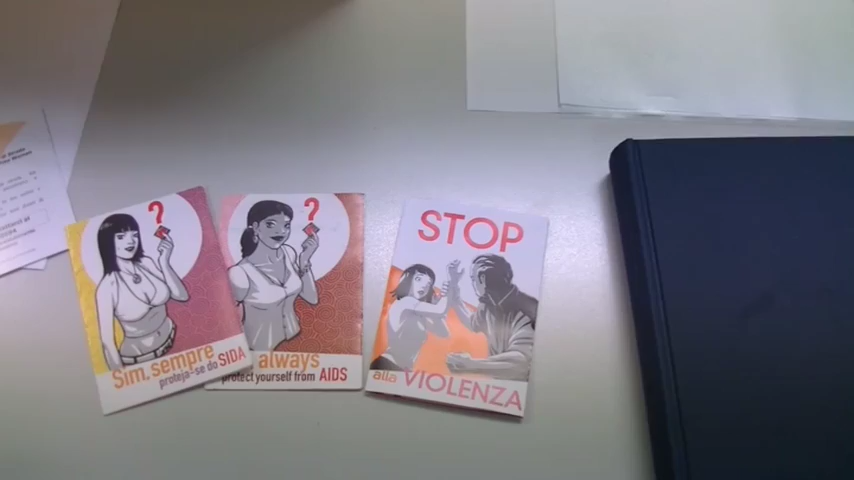 ?
Sim, sempre
proteja-se do SIDA
?
always
protect yourself from AIDS
STOP
alla VIOLENZA